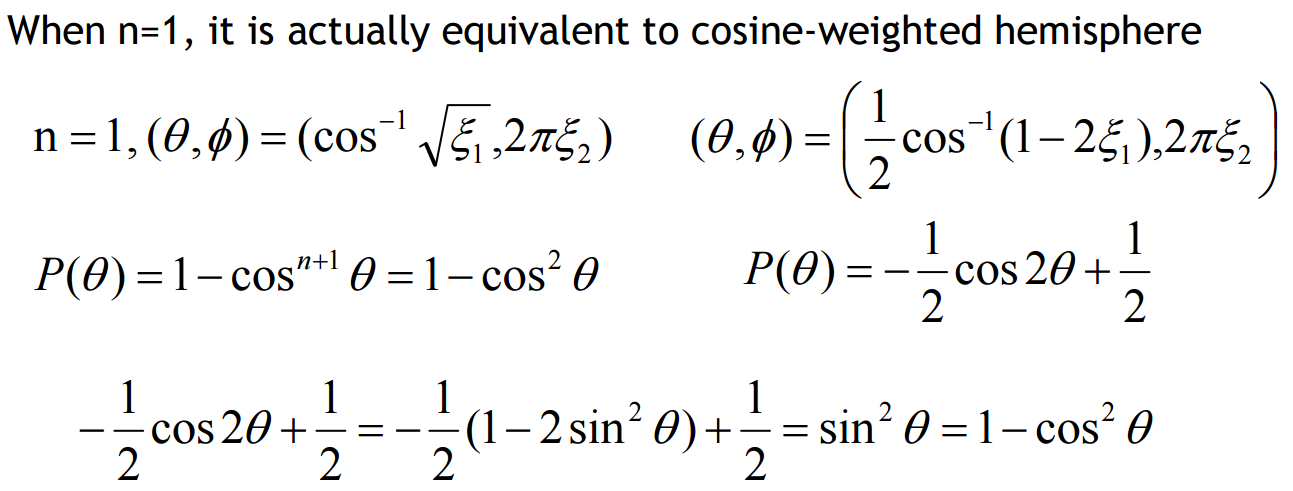 When n=1, it is actually equivalent to cosine-weighted hemisphere
n = 1, (θ,ϕ) = (cos⁻¹ √ξ₁, 2πξ₂) (θ,ϕ) = (1/2 cos⁻¹(1 − 2ξ₁), 2πξ₂)
P(θ) = 1 − cosⁿ⁺¹ θ = 1 − cos² θ P(θ) = −1/2 cos 2θ + 1/2
−1/2 cos 2θ + 1/2 = −1/2 (1 − 2 sin² θ) + 1/2 = sin² θ = 1 − cos² θ